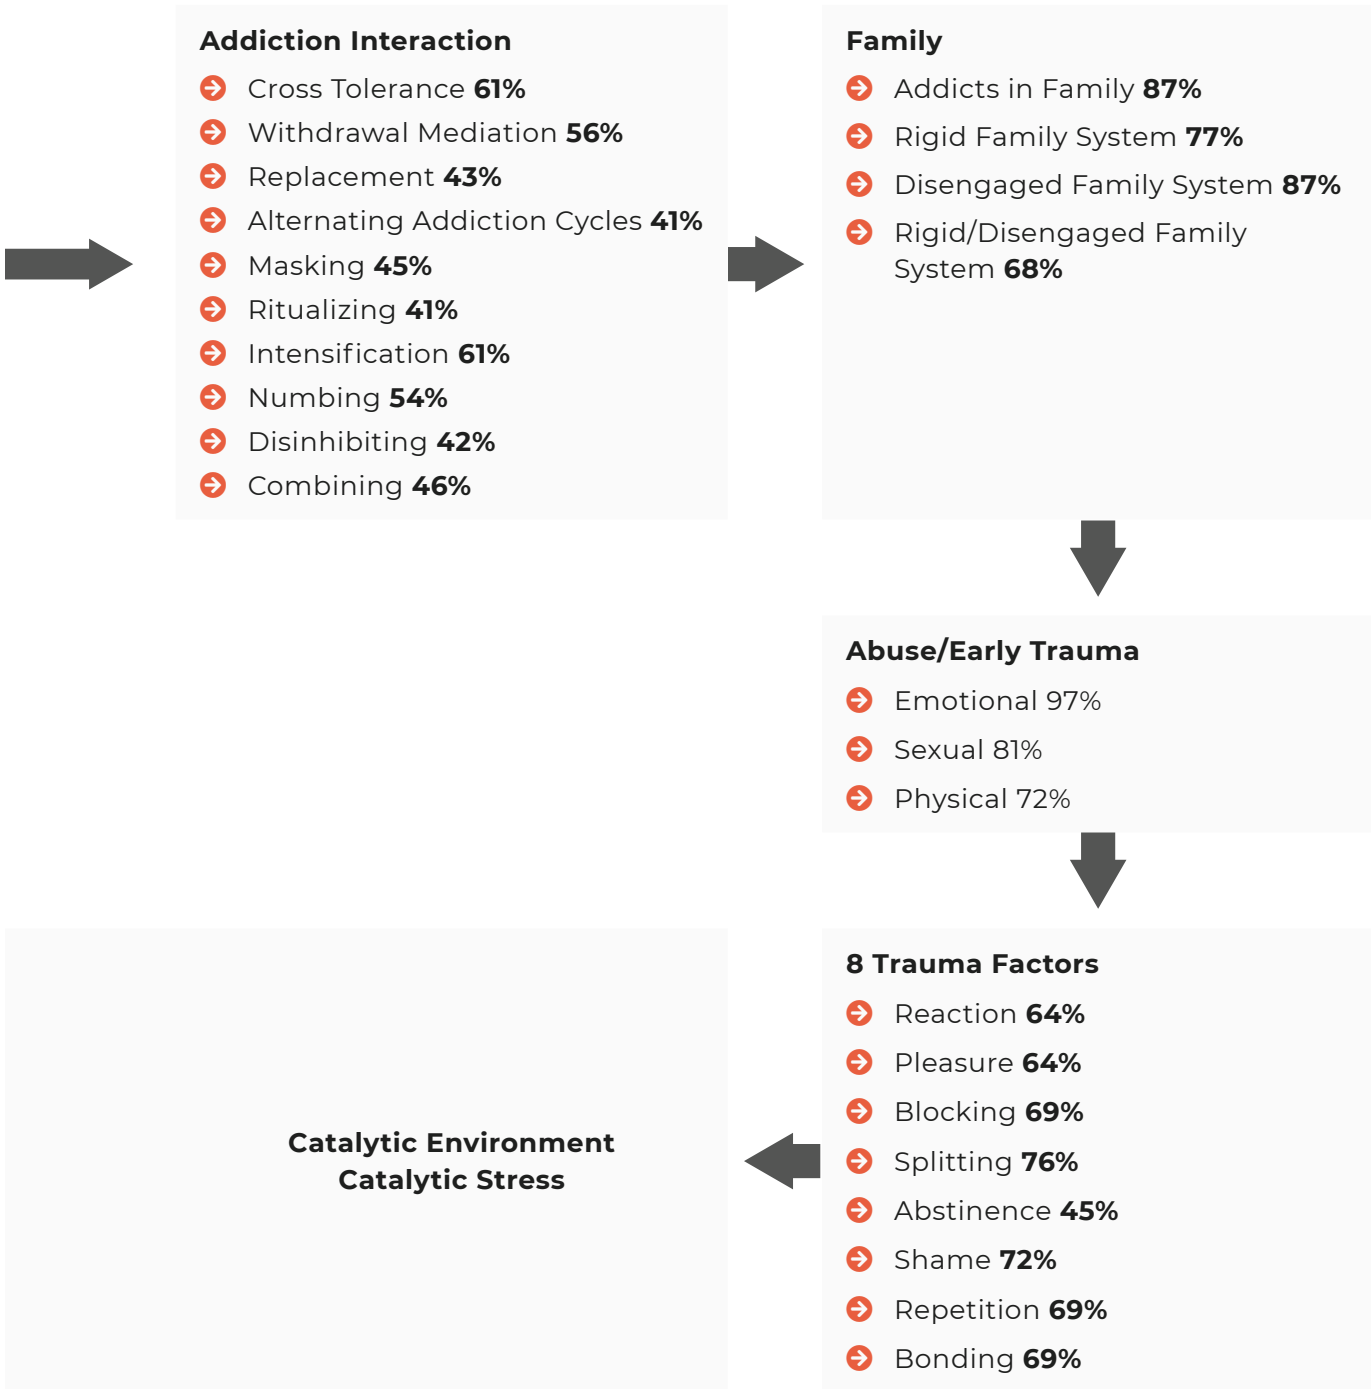 Addiction Interaction
Cross Tolerance 61%
Withdrawal Mediation 56%
Replacement 43%
Alternating Addiction Cycles 41%
Masking 45%
Ritualizing 41%
Intensification 61%
Numbing 54%
Disinhibiting 42%
Combining 46%
Family
Addicts in Family 87%
Rigid Family System 77%
Disengaged Family System 87%
Rigid/Disengaged Family
System 68%
Abuse/Early Trauma
Emotional 97%
Sexual 81%
Physical 72%
8 Trauma Factors
Reaction 64%
Pleasure 64%
Blocking 69%
Splitting 76%
Abstinence 45%
Shame 72%
Repetition 69%
Bonding 69%
Catalytic Environment
Catalytic Stress